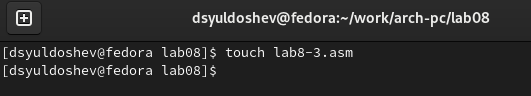 dsyuldoshev@fedora:~/work/arch-pc/lab08
[dsyuldoshev@fedora lab08]$ touch lab8-3.asm
[dsyuldoshev@fedora lab08]$